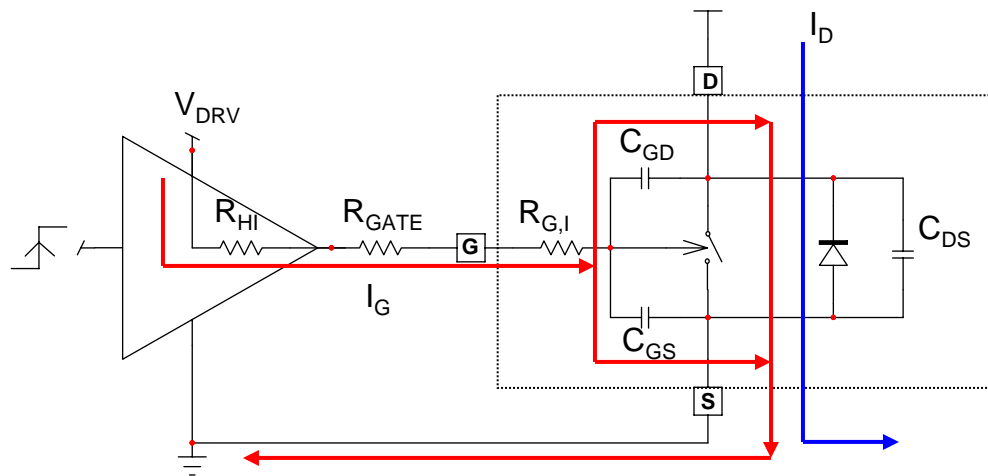 I_D
D
V_DRV
C_GD
R_HI
R_GATE
R_G,I
G
C_DS
I_G
C_GS
S